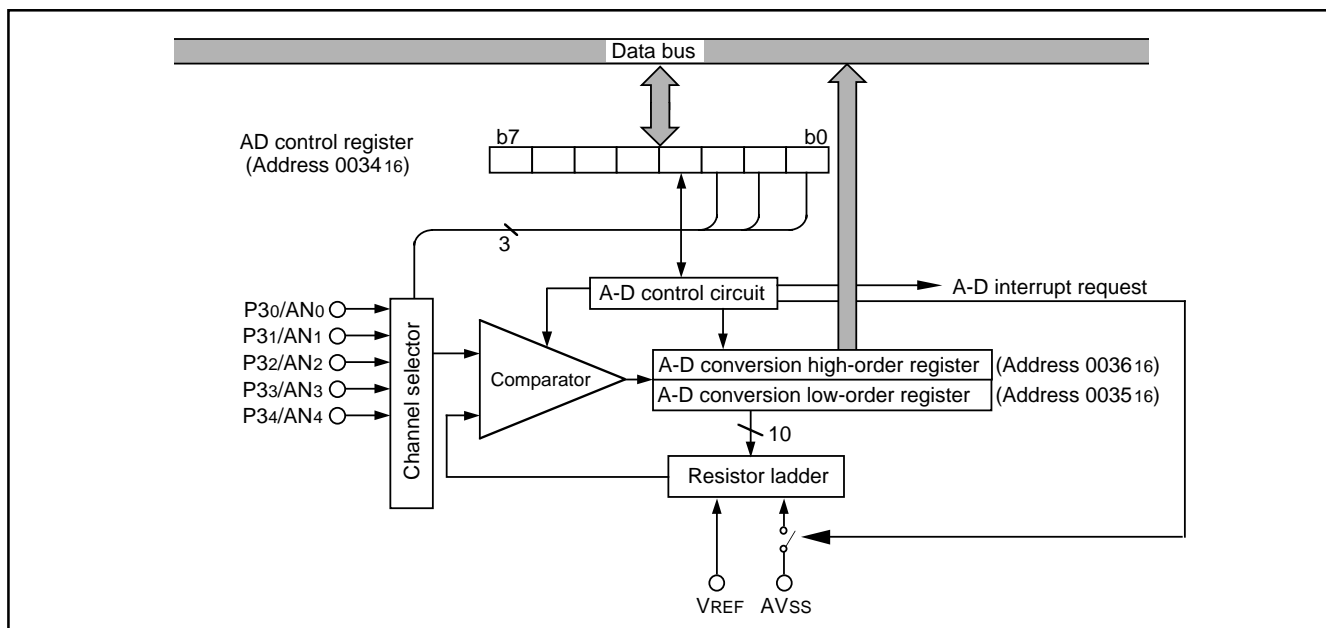 Data bus
b7
b0
AD control register
(Address 003416)
3
A-D control circuit
A-D interrupt request
P30/AN0
P31/AN1
P32/AN2
P33/AN3
P34/AN4
Channel selector
Comparator
A-D conversion high-order register
(Address 003616)
A-D conversion low-order register
(Address 003516)
10
Resistor ladder
VREF
AVSS